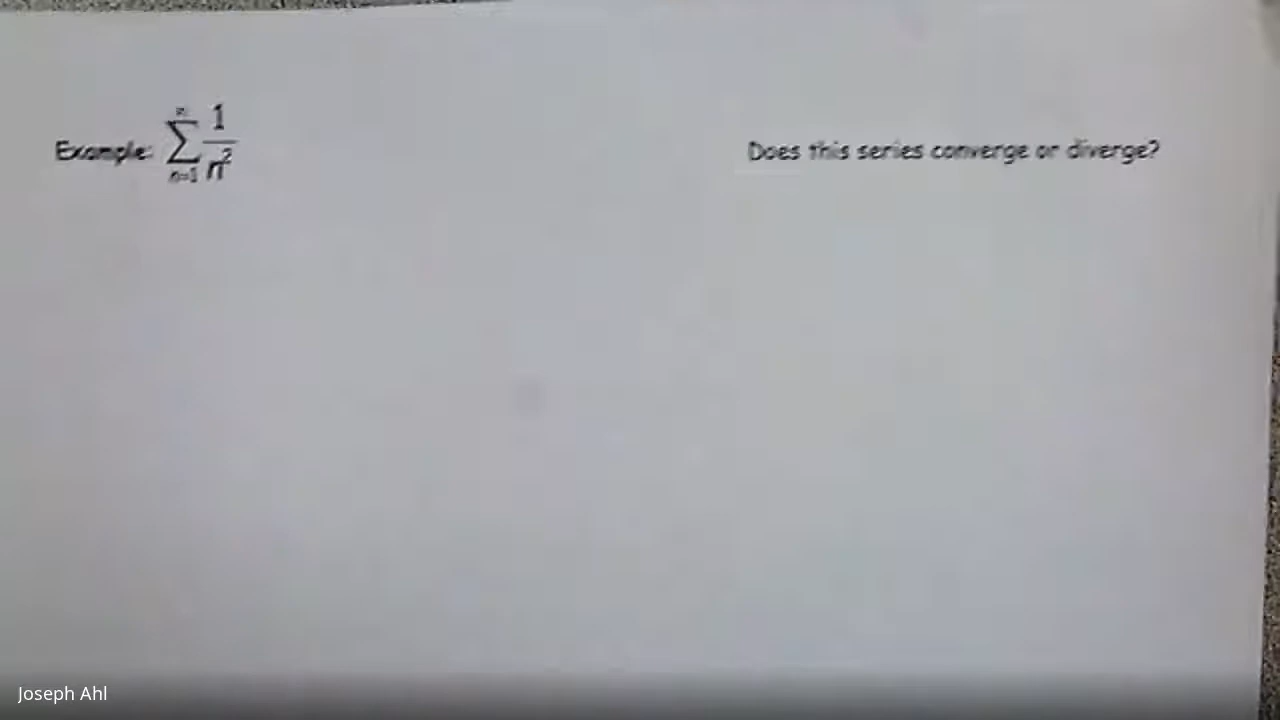 Example: ∑_{n=1}^{∞} 1/n² Does this series converge or diverge?
Joseph Ahl